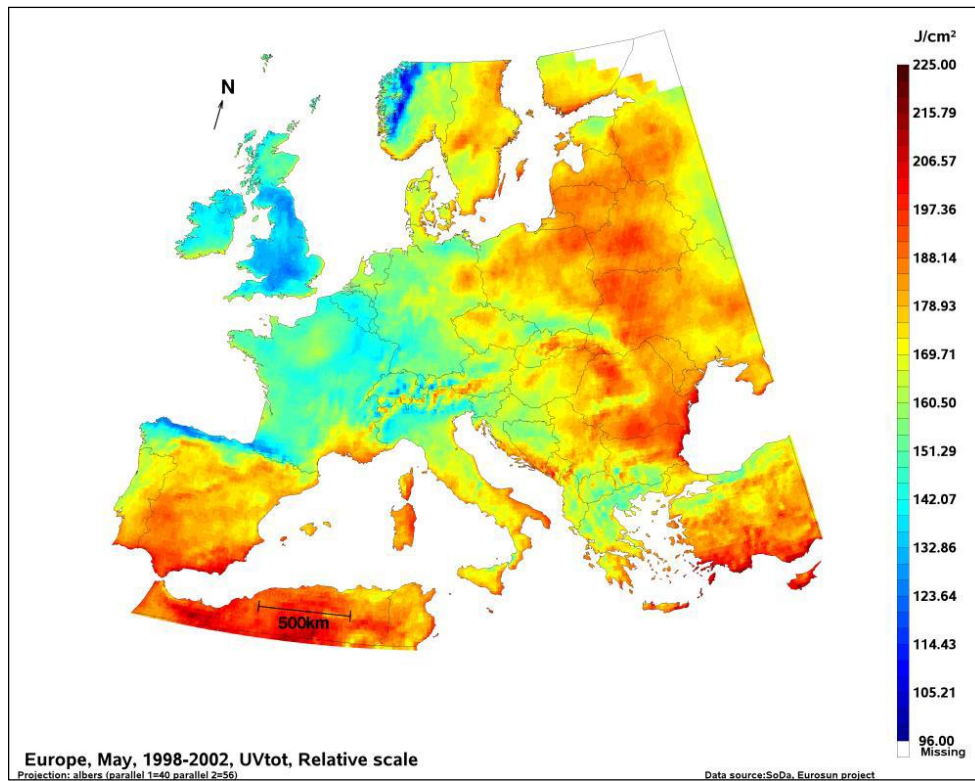 J/cm²
225.00
215.79
206.57
197.36
188.14
178.93
169.71
160.50
151.29
142.07
132.86
123.64
114.43
105.21
96.00
Missing
N
500km
Europe, May, 1998-2002, UVtot, Relative scale
Projection: albers (parallel 1=40 parallel 2=56)
Data source:SoDa, Eurosun project